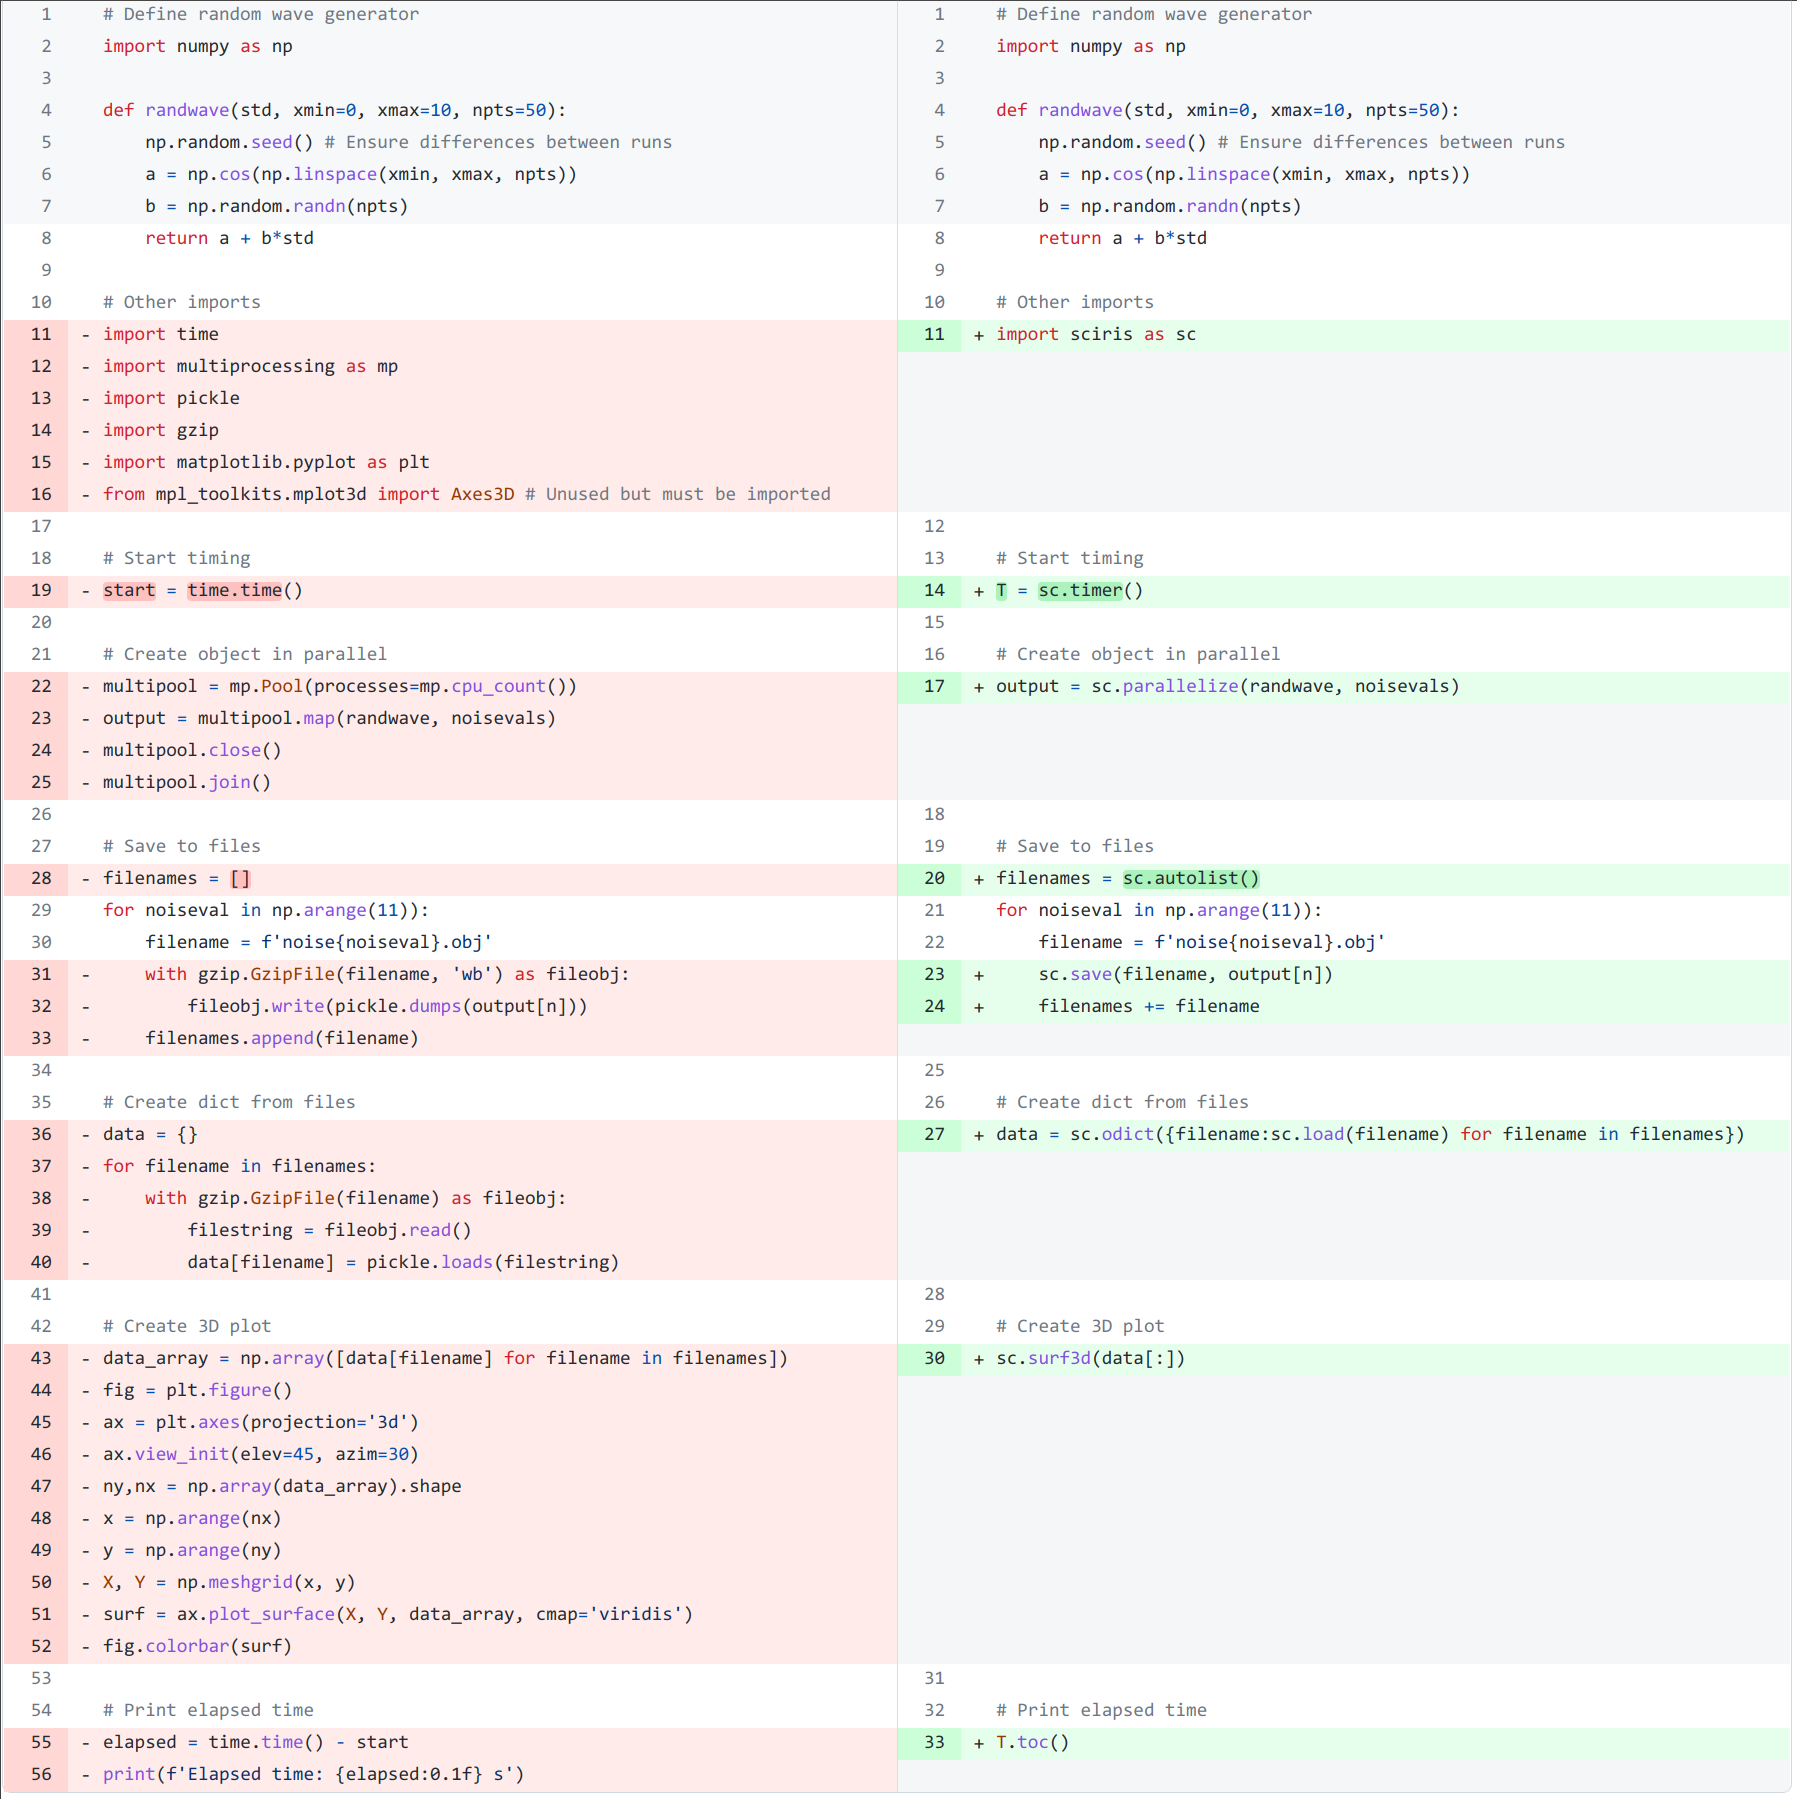 1 # Define random wave generator
2 import numpy as np
3
4 def randwave(std, xmin=0, xmax=10, npts=50):
5     np.random.seed() # Ensure differences between runs
6     a = np.cos(np.linspace(xmin, xmax, npts))
7     b = np.random.randn(npts)
8     return a + b*std
9
10 # Other imports
11 - import time
12 - import multiprocessing as mp
13 - import pickle
14 - import gzip
15 - import matplotlib.pyplot as plt
16 - from mpl_toolkits.mplot3d import Axes3D # Unused but must be imported
17
18 # Start timing
19 - start = time.time()
20
21 # Create object in parallel
22 - multipool = mp.Pool(processes=mp.cpu_count())
23 - output = multipool.map(randwave, noisevals)
24 - multipool.close()
25 - multipool.join()
26
27 # Save to files
28 - filenames = []
29 for noiseval in np.arange(11)):
30     filename = f'noise{noiseval}.obj'
31 -     with gzip.GzipFile(filename, 'wb') as fileobj:
32 -         fileobj.write(pickle.dumps(output[n]))
33 -     filenames.append(filename)
34
35 # Create dict from files
36 - data = {}
37 - for filename in filenames:
38 -     with gzip.GzipFile(filename) as fileobj:
39 -         filestring = fileobj.read()
40 -         data[filename] = pickle.loads(filestring)
41
42 # Create 3D plot
43 - data_array = np.array([data[filename] for filename in filenames])
44 - fig = plt.figure()
45 - ax = plt.axes(projection='3d')
46 - ax.view_init(elev=45, azim=30)
47 - ny,nx = np.array(data_array).shape
48 - x = np.arange(nx)
49 - y = np.arange(ny)
50 - X, Y = np.meshgrid(x, y)
51 - surf = ax.plot_surface(X, Y, data_array, cmap='viridis')
52 - fig.colorbar(surf)
53
54 # Print elapsed time
55 - elapsed = time.time() - start
56 - print(f'Elapsed time: {elapsed:0.1f} s')
1 # Define random wave generator
2 import numpy as np
3
4 def randwave(std, xmin=0, xmax=10, npts=50):
5     np.random.seed() # Ensure differences between runs
6     a = np.cos(np.linspace(xmin, xmax, npts))
7     b = np.random.randn(npts)
8     return a + b*std
9
10 # Other imports
11 + import sciris as sc
12
13 # Start timing
14 + T = sc.timer()
15
16 # Create object in parallel
17 + output = sc.parallelize(randwave, noisevals)
18
19 # Save to files
20 + filenames = sc.autolist()
21 for noiseval in np.arange(11)):
22     filename = f'noise{noiseval}.obj'
23 +     sc.save(filename, output[n])
24 +     filenames += filename
25
26 # Create dict from files
27 + data = sc.odict({filename:sc.load(filename) for filename in filenames})
28
29 # Create 3D plot
30 + sc.surf3d(data[:])
31
32 # Print elapsed time
33 + T.toc()